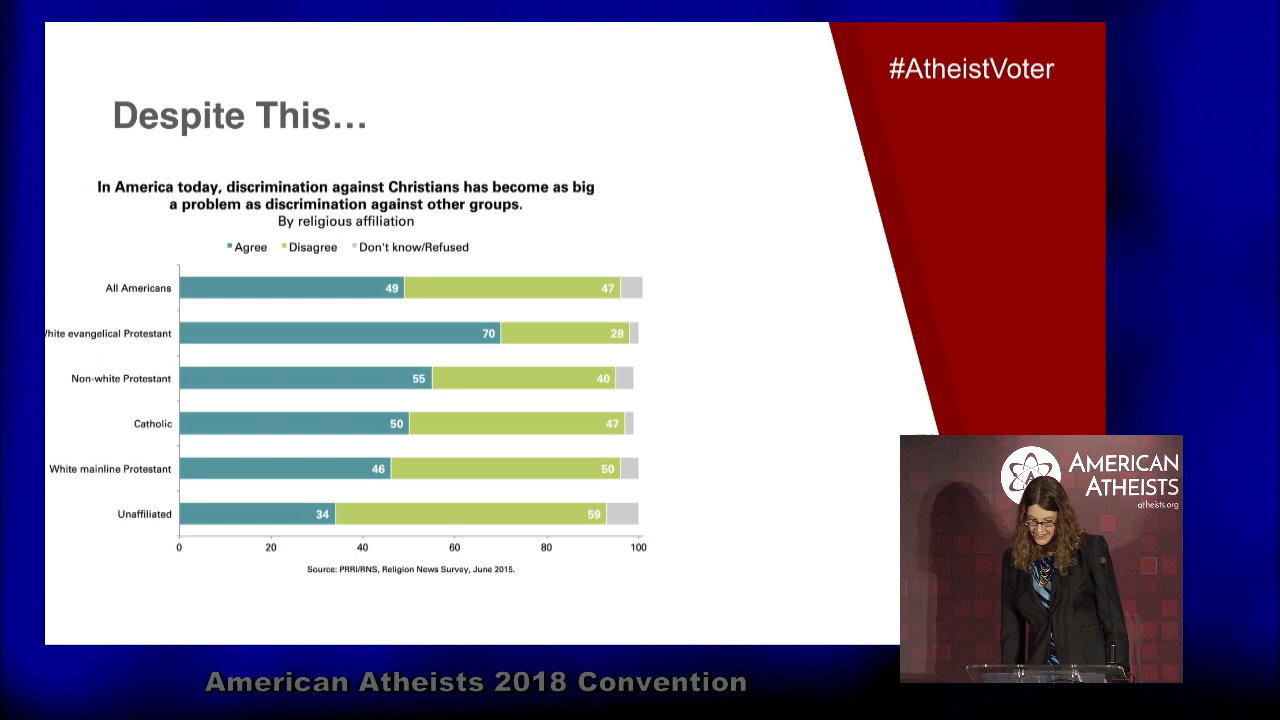 #AtheistVoter
Despite This…
In America today, discrimination against Christians has become as big
a problem as discrimination against other groups.
By religious affiliation
Agree Disagree Don't know/Refused
All Americans 49 47
hite evangelical Protestant 70 28
Non-white Protestant 55 40
Catholic 50 47
White mainline Protestant 46 50
Unaffiliated 34 59
0 20 40 60 80 100
Source: PRRI/RNS, Religion News Survey, June 2015.
AMERICAN
ATHEISTS
atheists.org
American Atheists 2018 Convention